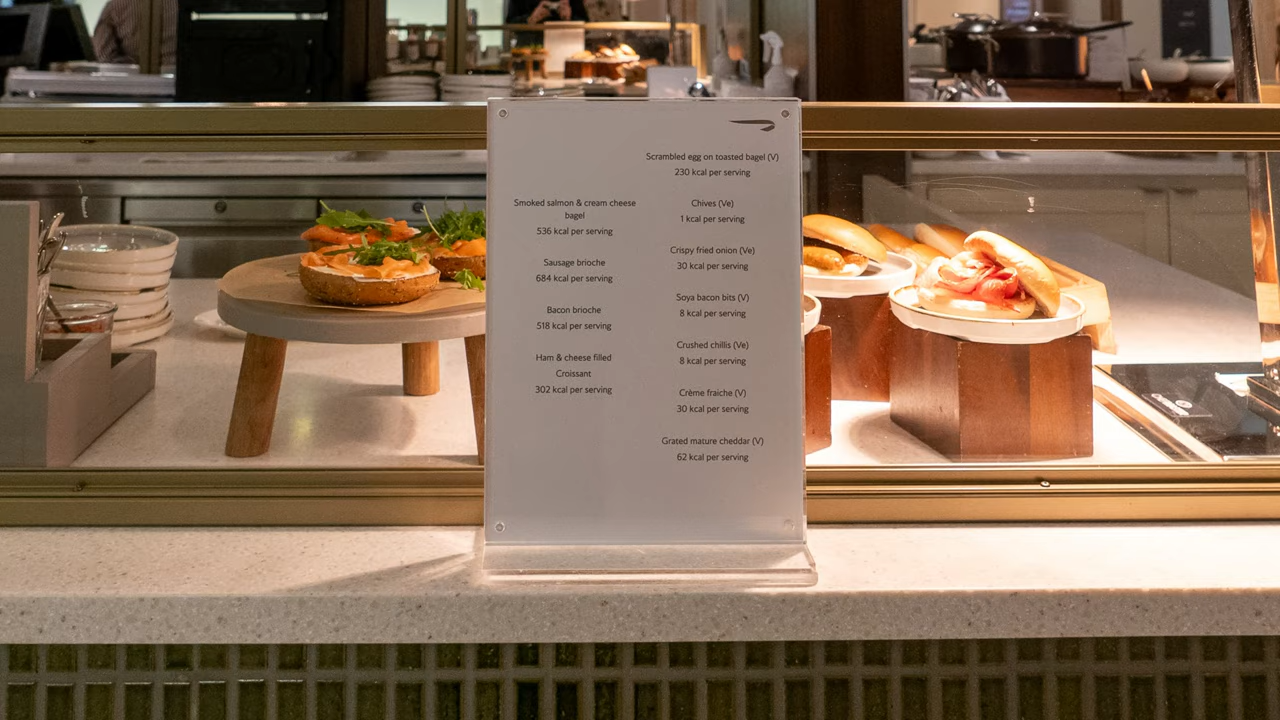 Smoked salmon & cream cheese
bagel
536 kcal per serving
Sausage brioche
684 kcal per serving
Bacon brioche
518 kcal per serving
Ham & cheese filled
Croissant
302 kcal per serving
Scrambled egg on toasted bagel (V)
230 kcal per serving
Chives (Ve)
1 kcal per serving
Crispy fried onion (Ve)
30 kcal per serving
Soya bacon bits (V)
8 kcal per serving
Crushed chillis (Ve)
8 kcal per serving
Crème fraiche (V)
30 kcal per serving
Grated mature cheddar (V)
62 kcal per serving